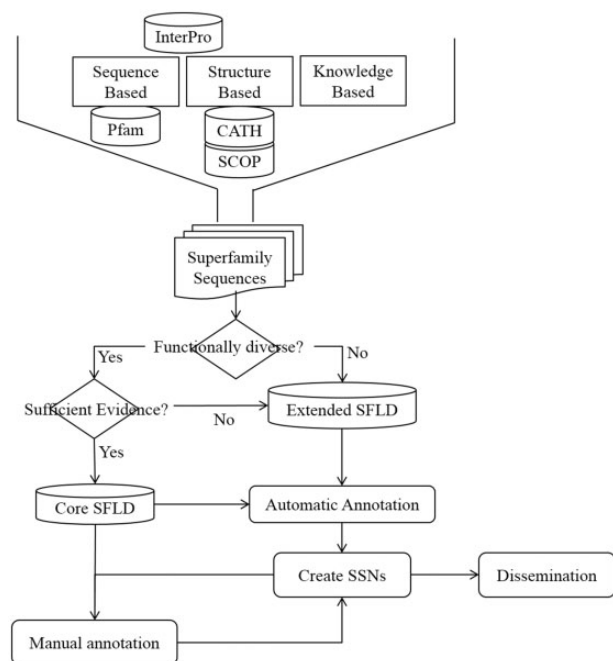 InterPro
Sequence
Based
Structure
Based
Knowledge
Based
Pfam
CATH
SCOP
Superfamily
Sequences
Functionally diverse?
Yes
No
Sufficient Evidence?
No
Extended SFLD
Yes
Core SFLD
Automatic Annotation
Create SSNs
Dissemination
Manual annotation